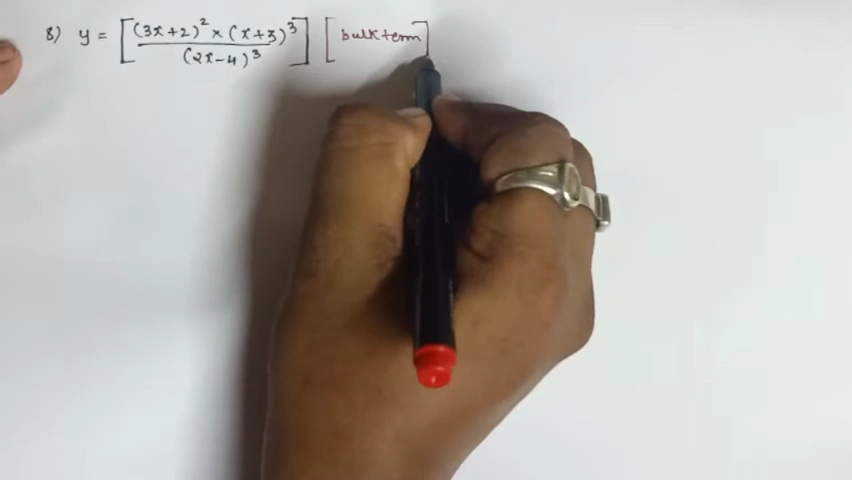 8) y = [(3x+2)² × (x+3)³ / (2x-4)³] [bulk term]